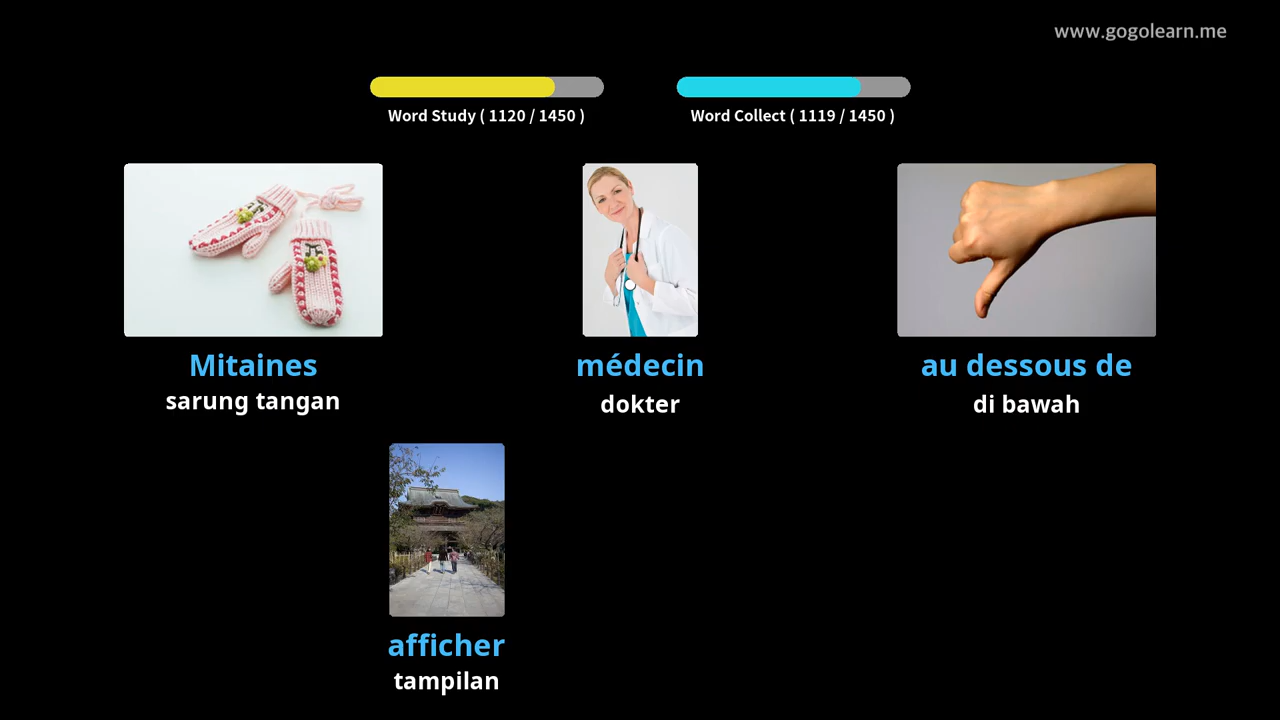 www.gogolearn.me
Word Study ( 1120 / 1450 )
Word Collect ( 1119 / 1450 )
Mitaines
sarung tangan
médecin
dokter
au dessous de
di bawah
afficher
tampilan